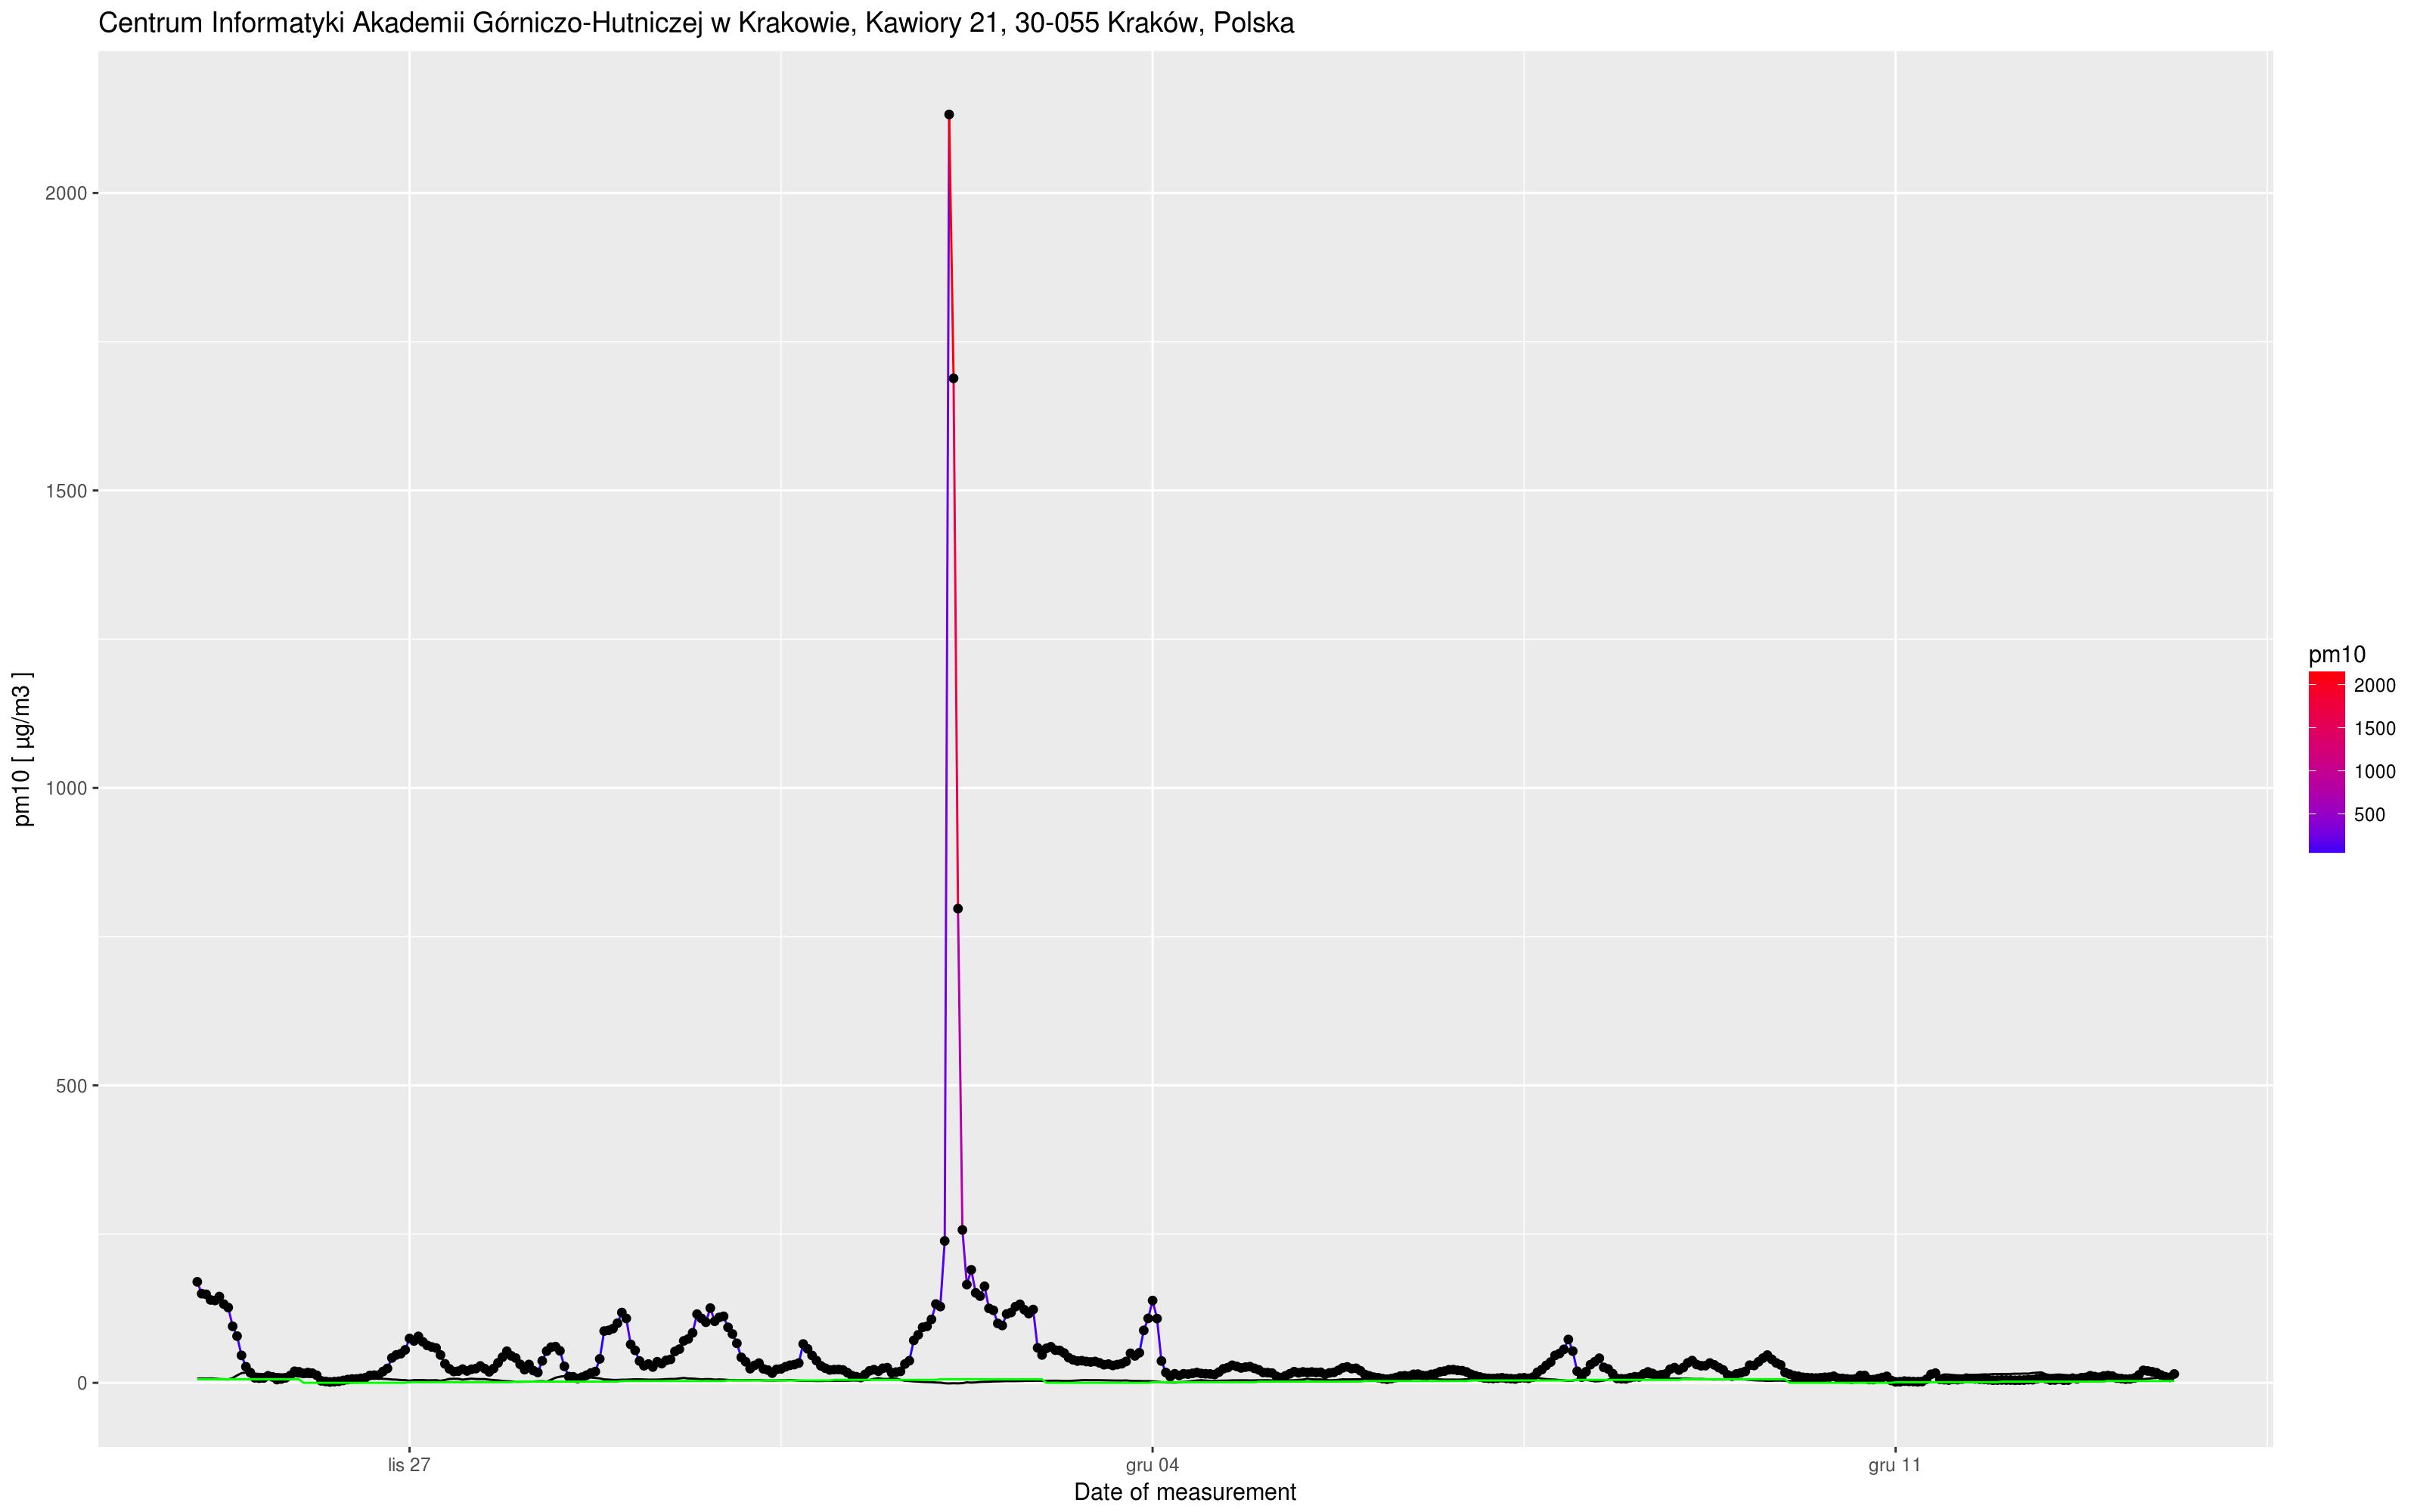 Centrum Informatyki Akademii Górniczo-Hutniczej w Krakowie, Kawiory 21, 30-055 Kraków, Polska
pm10 [ µg/m3 ]
2000
1500
1000
500
0
lis 27
gru 04
gru 11
Date of measurement
pm10
2000
1500
1000
500